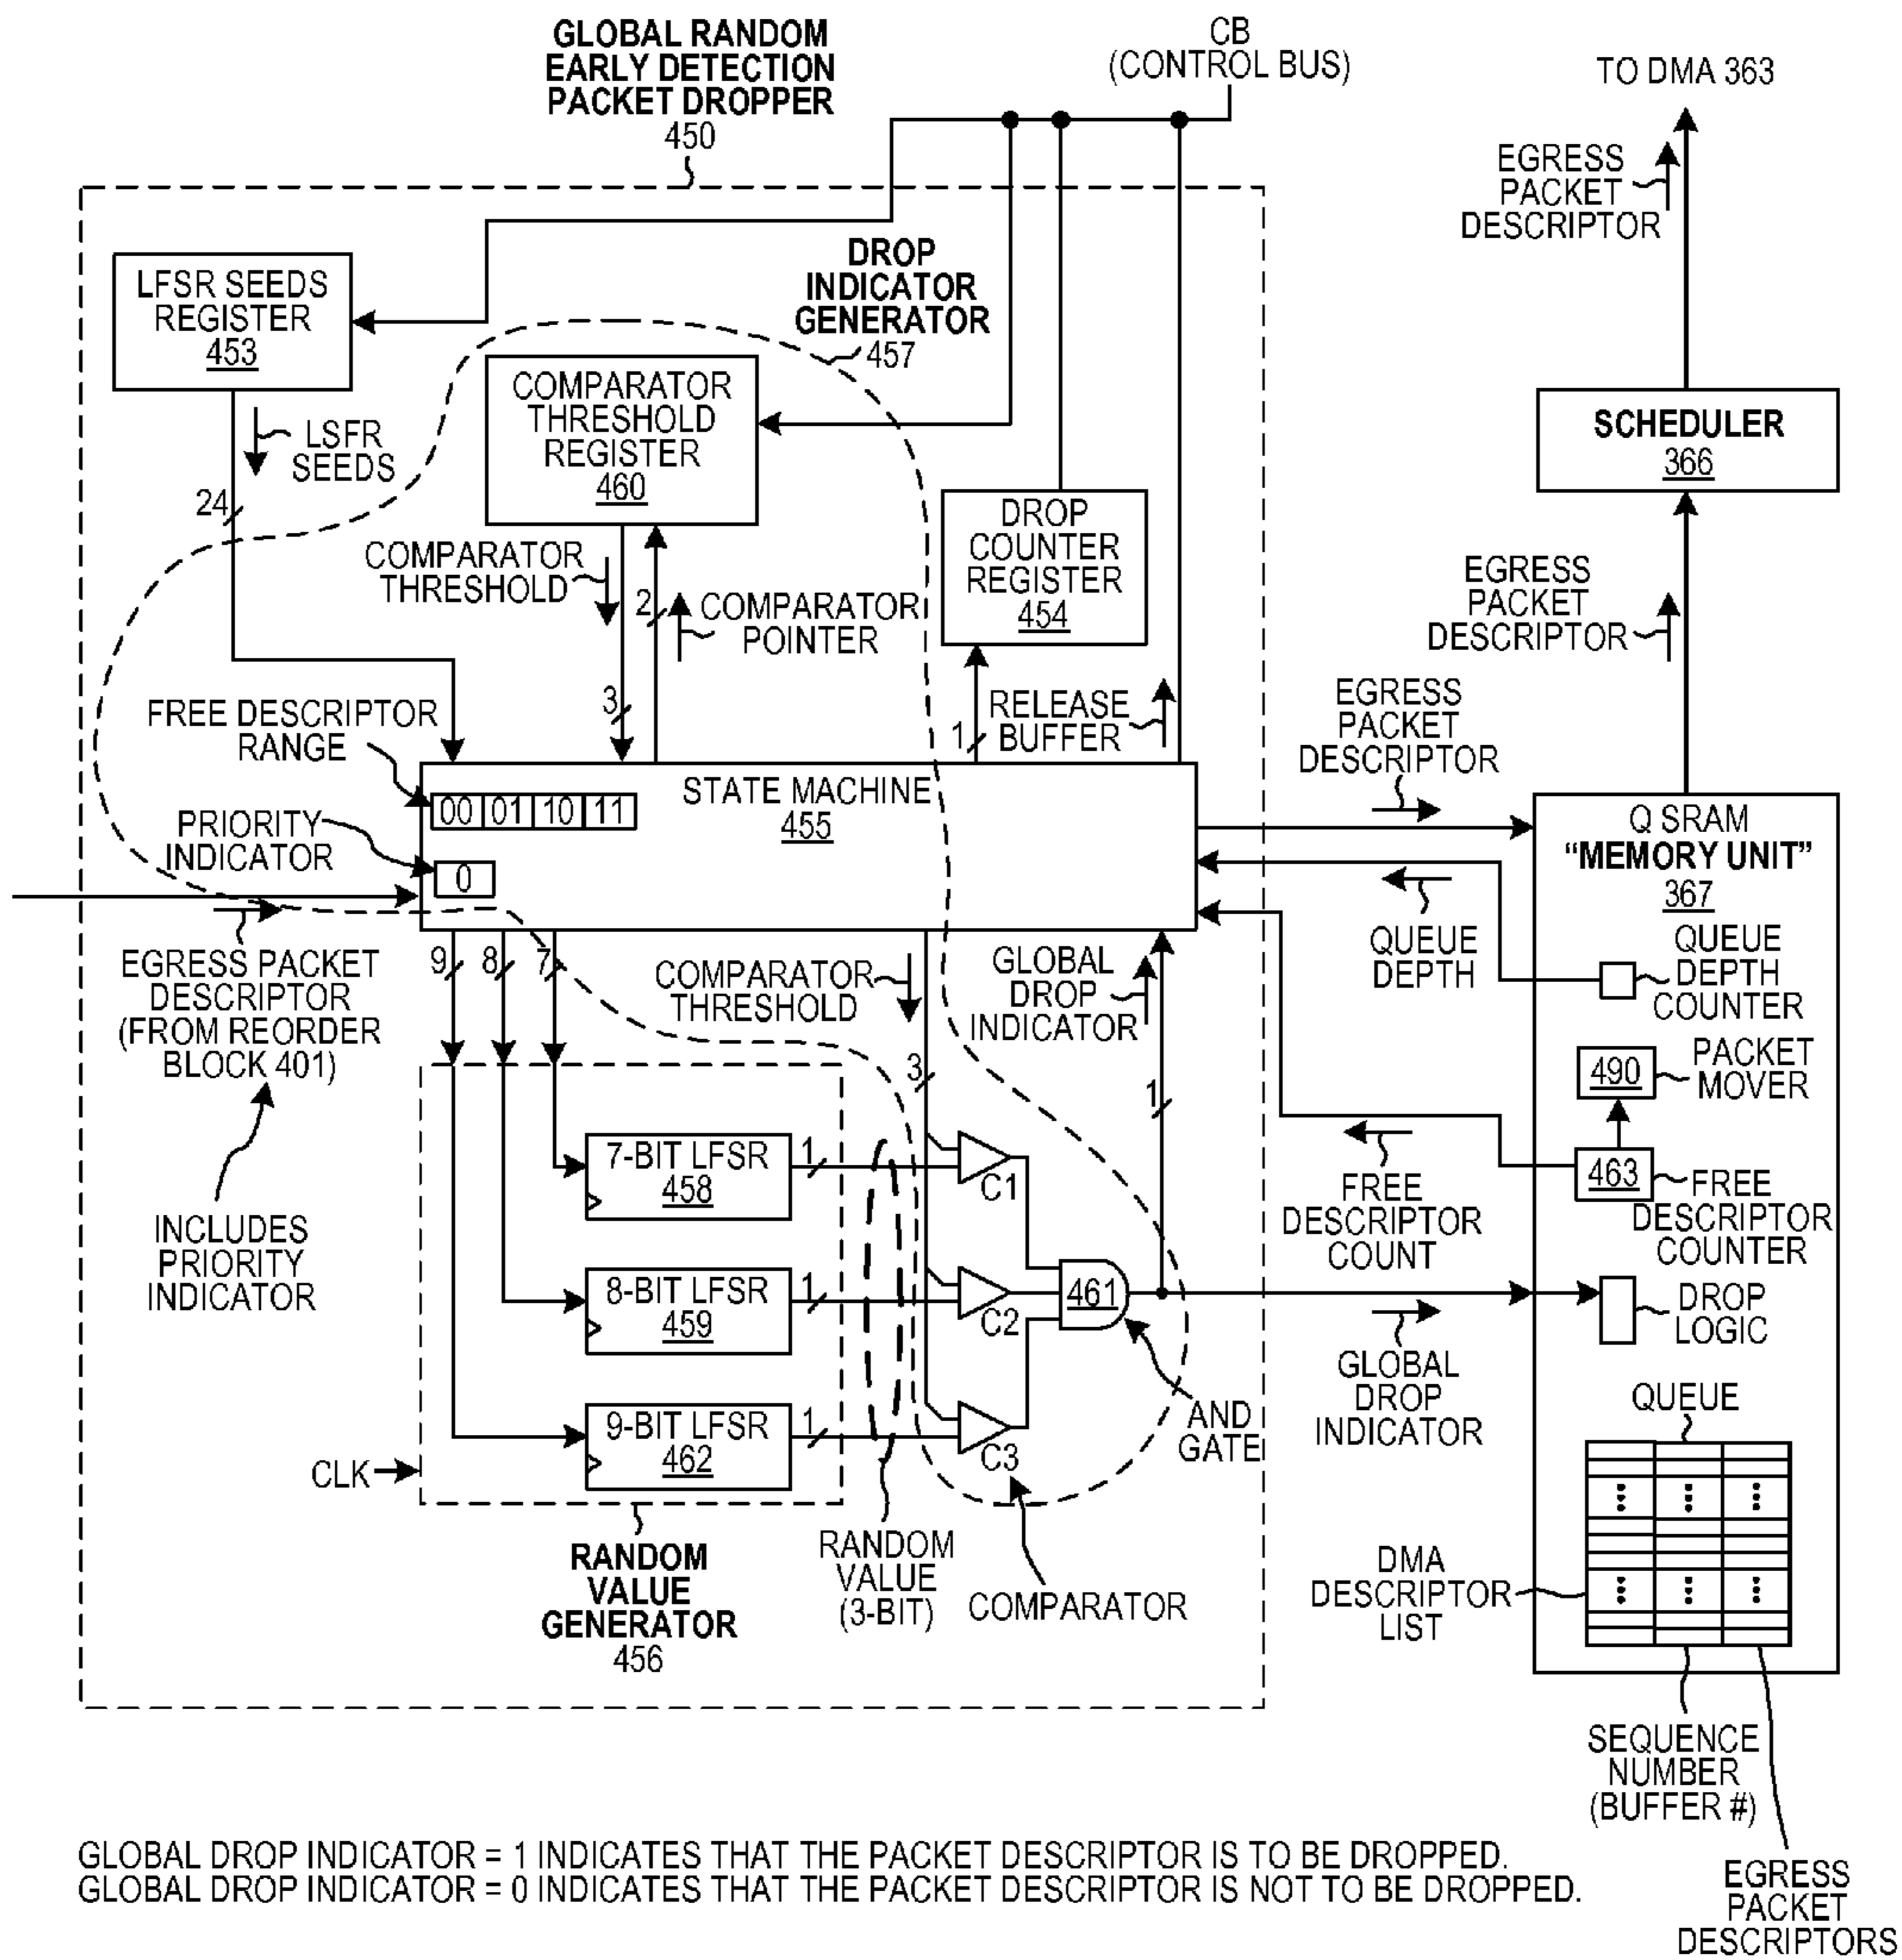 GLOBAL RANDOM
EARLY DETECTION
PACKET DROPPER
450
CB
(CONTROL BUS)
TO DMA 363
EGRESS
PACKET
DESCRIPTOR
LFSR SEEDS
REGISTER
453
DROP
INDICATOR
GENERATOR
457
COMPARATOR
THRESHOLD
REGISTER
460
SCHEDULER
366
LSFR
SEEDS
24
DROP
COUNTER
REGISTER
454
COMPARATOR
THRESHOLD
2
COMPARATOR
POINTER
EGRESS
PACKET
DESCRIPTOR
FREE DESCRIPTOR
RANGE
3
1
RELEASE
BUFFER
EGRESS
PACKET
DESCRIPTOR
00 01 10 11
STATE MACHINE
455
PRIORITY
INDICATOR
0
Q SRAM
“MEMORY UNIT”
367
EGRESS PACKET
DESCRIPTOR
(FROM REORDER
BLOCK 401)
9
8
7
COMPARATOR
THRESHOLD
GLOBAL
DROP
INDICATOR
QUEUE
DEPTH
QUEUE
DEPTH
COUNTER
3
1
490
PACKET
MOVER
INCLUDES
PRIORITY
INDICATOR
7-BIT LFSR
458
1
C1
FREE
DESCRIPTOR
COUNT
463
FREE
DESCRIPTOR
COUNTER
8-BIT LFSR
459
1
C2
461
DROP
LOGIC
GLOBAL
DROP
INDICATOR
9-BIT LFSR
462
1
C3
AND
GATE
CLK
QUEUE
RANDOM
VALUE
GENERATOR
456
RANDOM
VALUE
(3-BIT)
COMPARATOR
DMA
DESCRIPTOR
LIST
SEQUENCE
NUMBER
(BUFFER #)
EGRESS
PACKET
DESCRIPTORS
GLOBAL DROP INDICATOR = 1 INDICATES THAT THE PACKET DESCRIPTOR IS TO BE DROPPED.
GLOBAL DROP INDICATOR = 0 INDICATES THAT THE PACKET DESCRIPTOR IS NOT TO BE DROPPED.